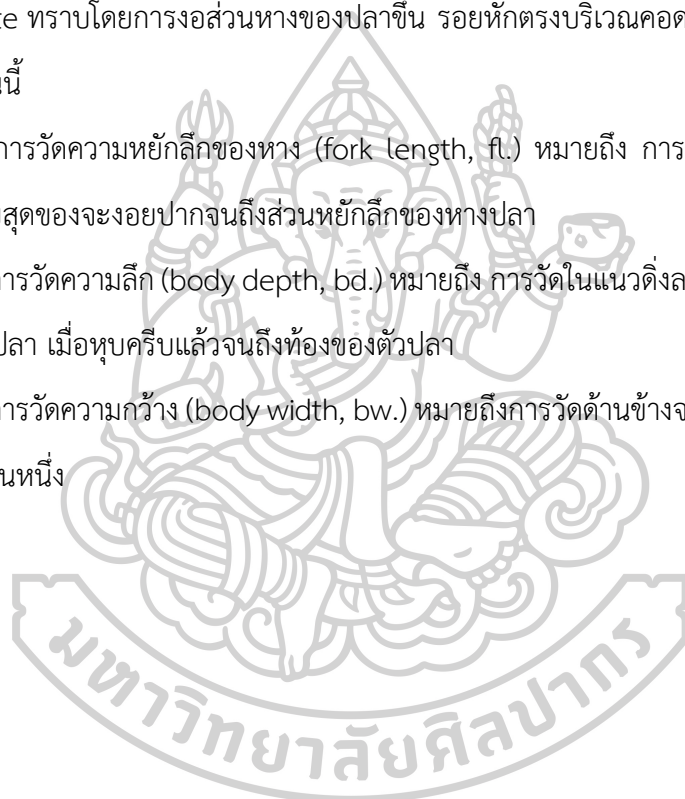 te ทราบโดยการงอส่วนหางของปลาขึ้น รอยหักตรงบริเวณคอด
นนี้
การวัดความหยักลึกของหาง (fork length, fl.) หมายถึง การ
สุดของจะงอยปากจนถึงส่วนหยักลึกของหางปลา
การวัดความลึก (body depth, bd.) หมายถึง การวัดในแนวดิ่งล
ปลา เมื่อหุบครีบแล้วจนถึงท้องของตัวปลา
การวัดความกว้าง (body width, bw.) หมายถึงการวัดด้านข้างจ
นหนึ่ง
มหาวิทยาลัยศิลปากร